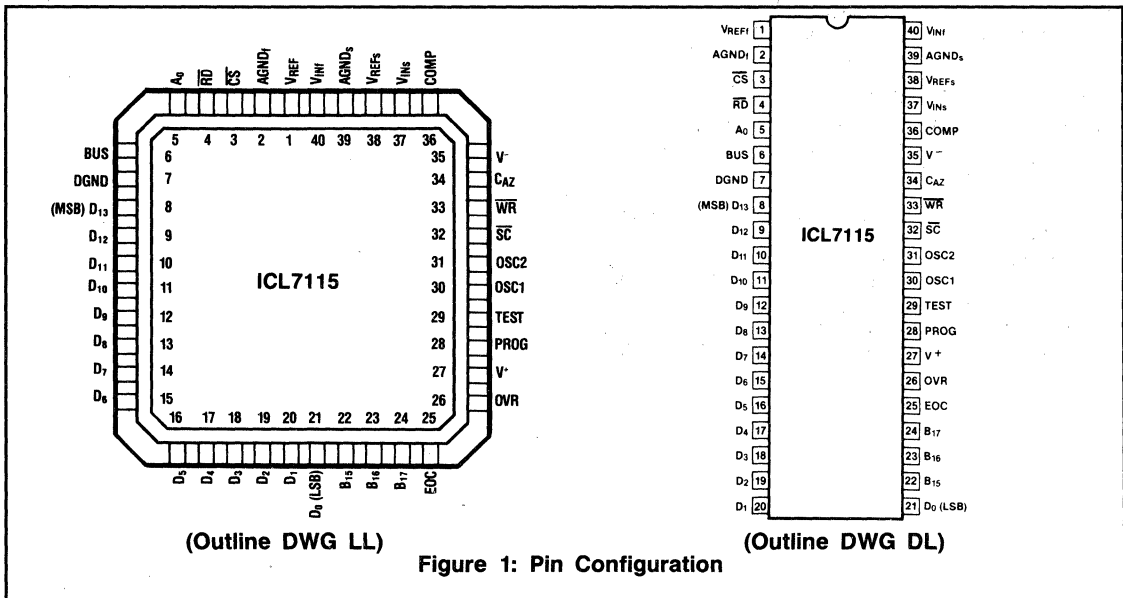 A₀ R̅D̅ C̅S̅ AGNDf VREF VINf AGNDs VREFs VINs COMP
5 4 3 2 1 40 39 38 37 36
BUS 6
DGND 7
(MSB) D₁₃ 8
D₁₂ 9
D₁₁ 10
D₁₀ 11
D₉ 12
D₈ 13
D₇ 14
D₆ 15
ICL7115
35 V⁻
34 CAZ
33 W̅R̅
32 S̅C̅
31 OSC2
30 OSC1
29 TEST
28 PROG
27 V⁺
26 OVR
16 17 18 19 20 21 22 23 24 25
D₅ D₄ D₃ D₂ D₁ D₀ (LSB) B₁₅ B₁₆ B₁₇ EOC
(Outline DWG LL)
VREFf 1
AGNDf 2
C̅S̅ 3
R̅D̅ 4
A₀ 5
BUS 6
DGND 7
(MSB) D₁₃ 8
D₁₂ 9
D₁₁ 10
D₁₀ 11
D₉ 12
D₈ 13
D₇ 14
D₆ 15
D₅ 16
D₄ 17
D₃ 18
D₂ 19
D₁ 20
ICL7115
40 VINf
39 AGNDs
38 VREFs
37 VINs
36 COMP
35 V⁻
34 CAZ
33 W̅R̅
32 S̅C̅
31 OSC2
30 OSC1
29 TEST
28 PROG
27 V⁺
26 OVR
25 EOC
24 B₁₇
23 B₁₆
22 B₁₅
21 D₀ (LSB)
(Outline DWG DL)
Figure 1: Pin Configuration